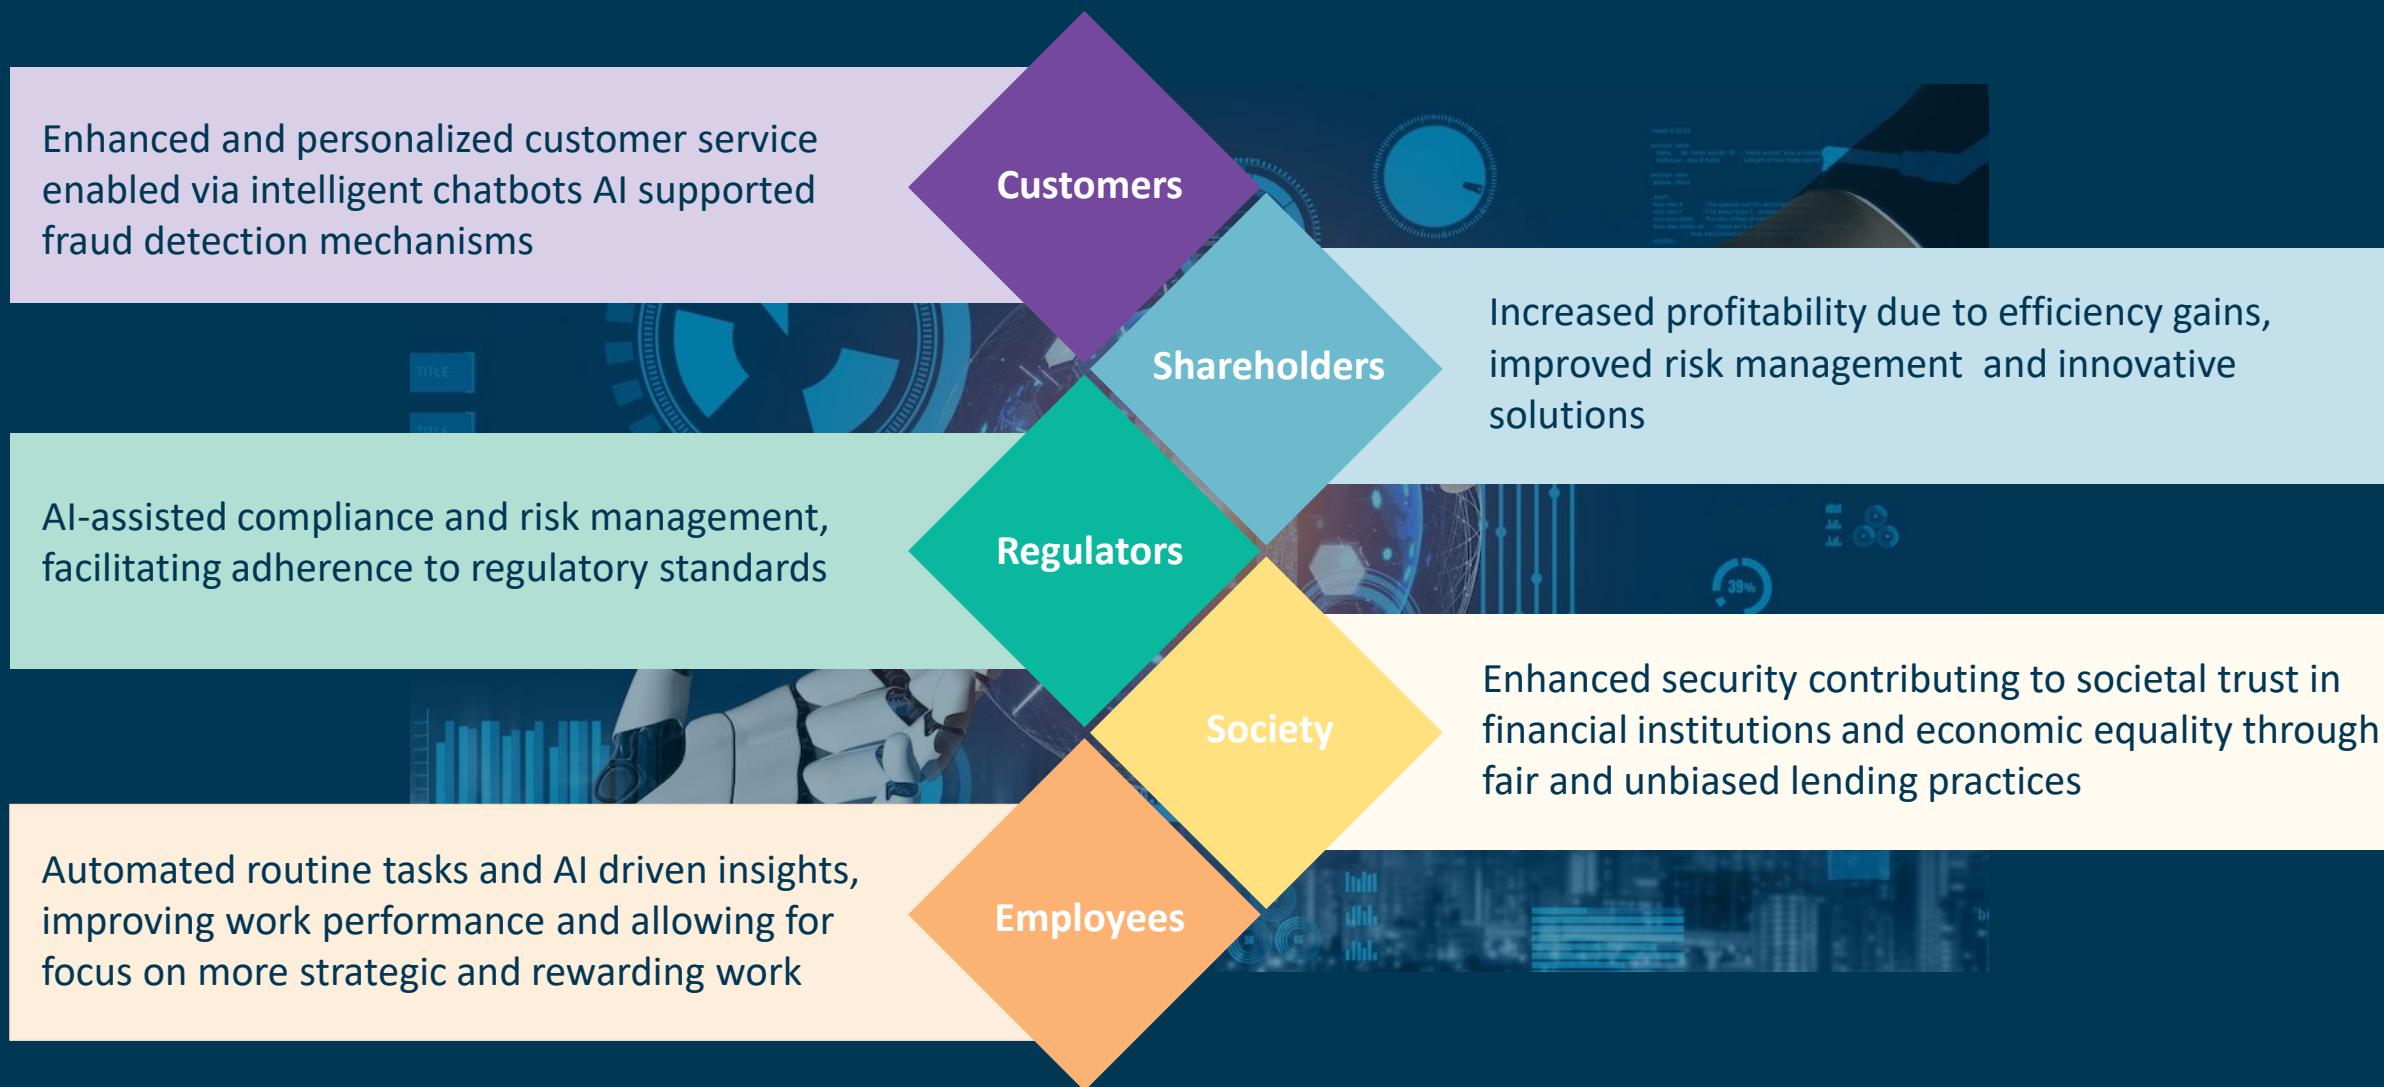 Enhanced and personalized customer service
enabled via intelligent chatbots AI supported
fraud detection mechanisms
Customers
Shareholders
Increased profitability due to efficiency gains,
improved risk management  and innovative
solutions
TITLE
TITLE
AI-assisted compliance and risk management,
facilitating adherence to regulatory standards
Regulators
39%
Society
Enhanced security contributing to societal trust in
financial institutions and economic equality through
fair and unbiased lending practices
Automated routine tasks and AI driven insights,
improving work performance and allowing for
focus on more strategic and rewarding work
Employees